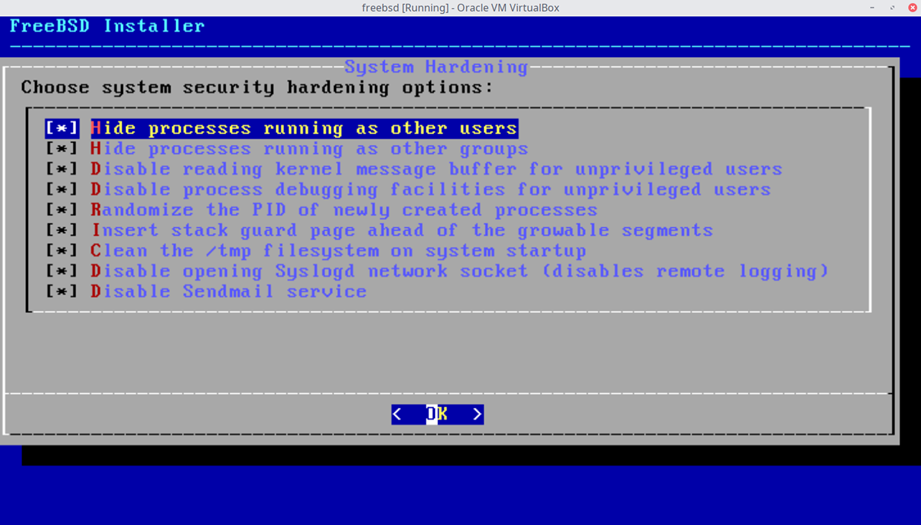 freebsd [Running] - Oracle VM VirtualBox
FreeBSD Installer
System Hardening
Choose system security hardening options:
[*] Hide processes running as other users
[*] Hide processes running as other groups
[*] Disable reading kernel message buffer for unprivileged users
[*] Disable process debugging facilities for unprivileged users
[*] Randomize the PID of newly created processes
[*] Insert stack guard page ahead of the growable segments
[*] Clean the /tmp filesystem on system startup
[*] Disable opening Syslogd network socket (disables remote logging)
[*] Disable Sendmail service
< OK >